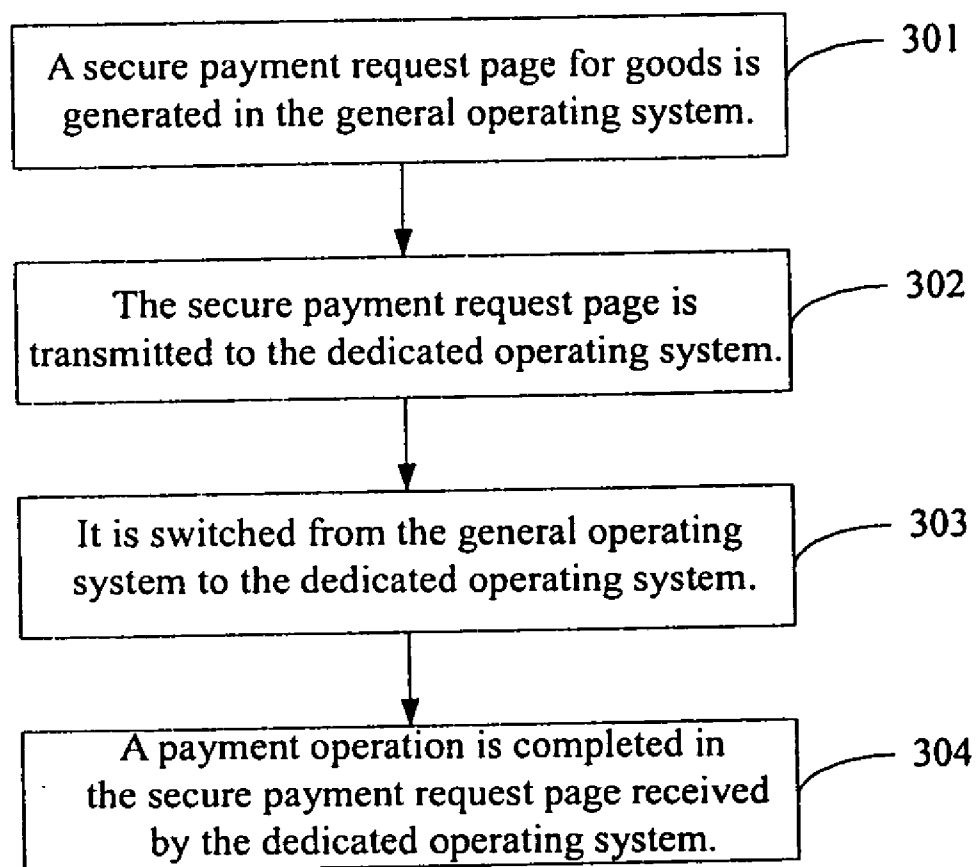 A secure payment request page for goods is
generated in the general operating system.
301
The secure payment request page is
transmitted to the dedicated operating system.
302
It is switched from the general operating
system to the dedicated operating system.
303
A payment operation is completed in
the secure payment request page received
by the dedicated operating system.
304